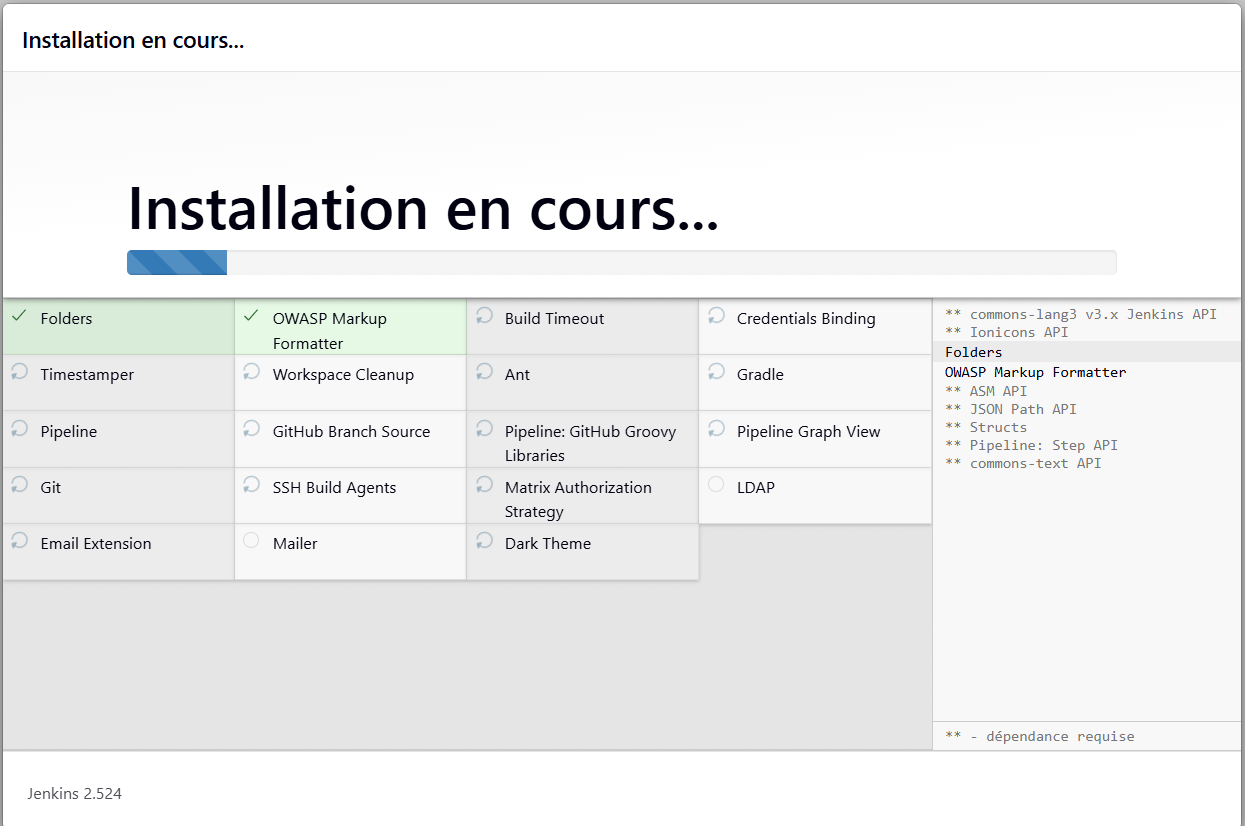 Installation en cours...
Installation en cours...
Folders
OWASP Markup
Formatter
Build Timeout
Credentials Binding
Timestamper
Workspace Cleanup
Ant
Gradle
Pipeline
GitHub Branch Source
Pipeline: GitHub Groovy
Libraries
Pipeline Graph View
Git
SSH Build Agents
Matrix Authorization
Strategy
LDAP
Email Extension
Mailer
Dark Theme
** commons-lang3 v3.x Jenkins API
** Ionicons API
Folders
OWASP Markup Formatter
** ASM API
** JSON Path API
** Structs
** Pipeline: Step API
** commons-text API
** - dépendance requise
Jenkins 2.524